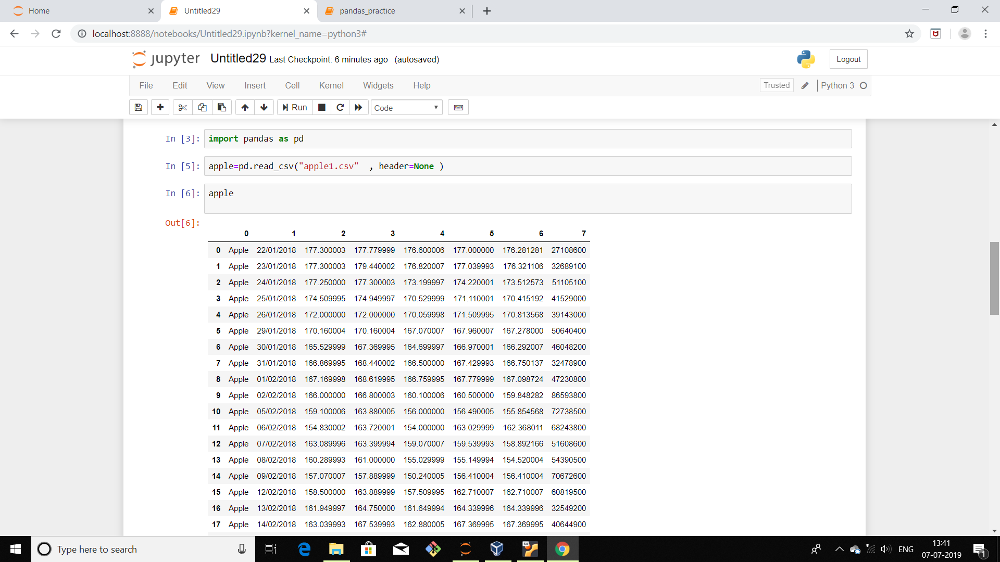 Home
Untitled29
pandas_practice
localhost:8888/notebooks/Untitled29.ipynb?kernel_name=python3#
jupyter Untitled29 Last Checkpoint: 6 minutes ago (autosaved)
Logout
File Edit View Insert Cell Kernel Widgets Help
Trusted
Python 3
Run
Code
In [3]: import pandas as pd
In [5]: apple=pd.read_csv("apple1.csv" , header=None )
In [6]: apple
Out[6]:
0 1 2 3 4 5 6 7
0 Apple 22/01/2018 177.300003 177.779999 176.600006 177.000000 176.281281 27108600
1 Apple 23/01/2018 177.300003 179.440002 176.820007 177.039993 176.321106 32689100
2 Apple 24/01/2018 177.250000 177.300003 173.199997 174.220001 173.512573 51105100
3 Apple 25/01/2018 174.509995 174.949997 170.529999 171.110001 170.415192 41529000
4 Apple 26/01/2018 172.000000 172.000000 170.059998 171.509995 170.813568 39143000
5 Apple 29/01/2018 170.160004 170.160004 167.070007 167.960007 167.278000 50640400
6 Apple 30/01/2018 165.529999 167.369995 164.699997 166.970001 166.292007 46048200
7 Apple 31/01/2018 166.869995 168.440002 166.500000 167.429993 166.750137 32478900
8 Apple 01/02/2018 167.169998 168.619995 166.759995 167.779999 167.098724 47230800
9 Apple 02/02/2018 166.000000 166.800003 160.100006 160.500000 159.848282 86593800
10 Apple 05/02/2018 159.100006 163.880005 156.000000 156.490005 155.854568 72738500
11 Apple 06/02/2018 154.830002 163.720001 154.000000 163.029999 162.368011 68243800
12 Apple 07/02/2018 163.089996 163.399994 159.070007 159.539993 158.892166 51608600
13 Apple 08/02/2018 160.289993 161.000000 155.029999 155.149994 154.520004 54390500
14 Apple 09/02/2018 157.070007 157.889999 150.240005 156.410004 156.410004 70672600
15 Apple 12/02/2018 158.500000 163.889999 157.509995 162.710007 162.710007 60819500
16 Apple 13/02/2018 161.949997 164.750000 161.649994 164.339996 164.339996 32549200
17 Apple 14/02/2018 163.039993 167.539993 162.880005 167.369995 167.369995 40644900
Type here to search
64
ENG
13:41
07-07-2019
1